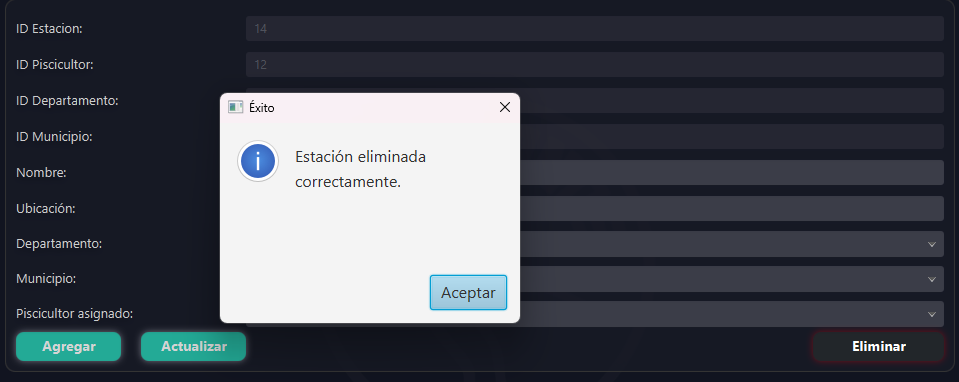 ID Estacion:
14
ID Piscicultor:
12
ID Departamento:
ID Municipio:
Nombre:
Ubicación:
Departamento:
Municipio:
Piscicultor asignado:
Éxito
Estación eliminada
correctamente.
Aceptar
Agregar
Actualizar
Eliminar